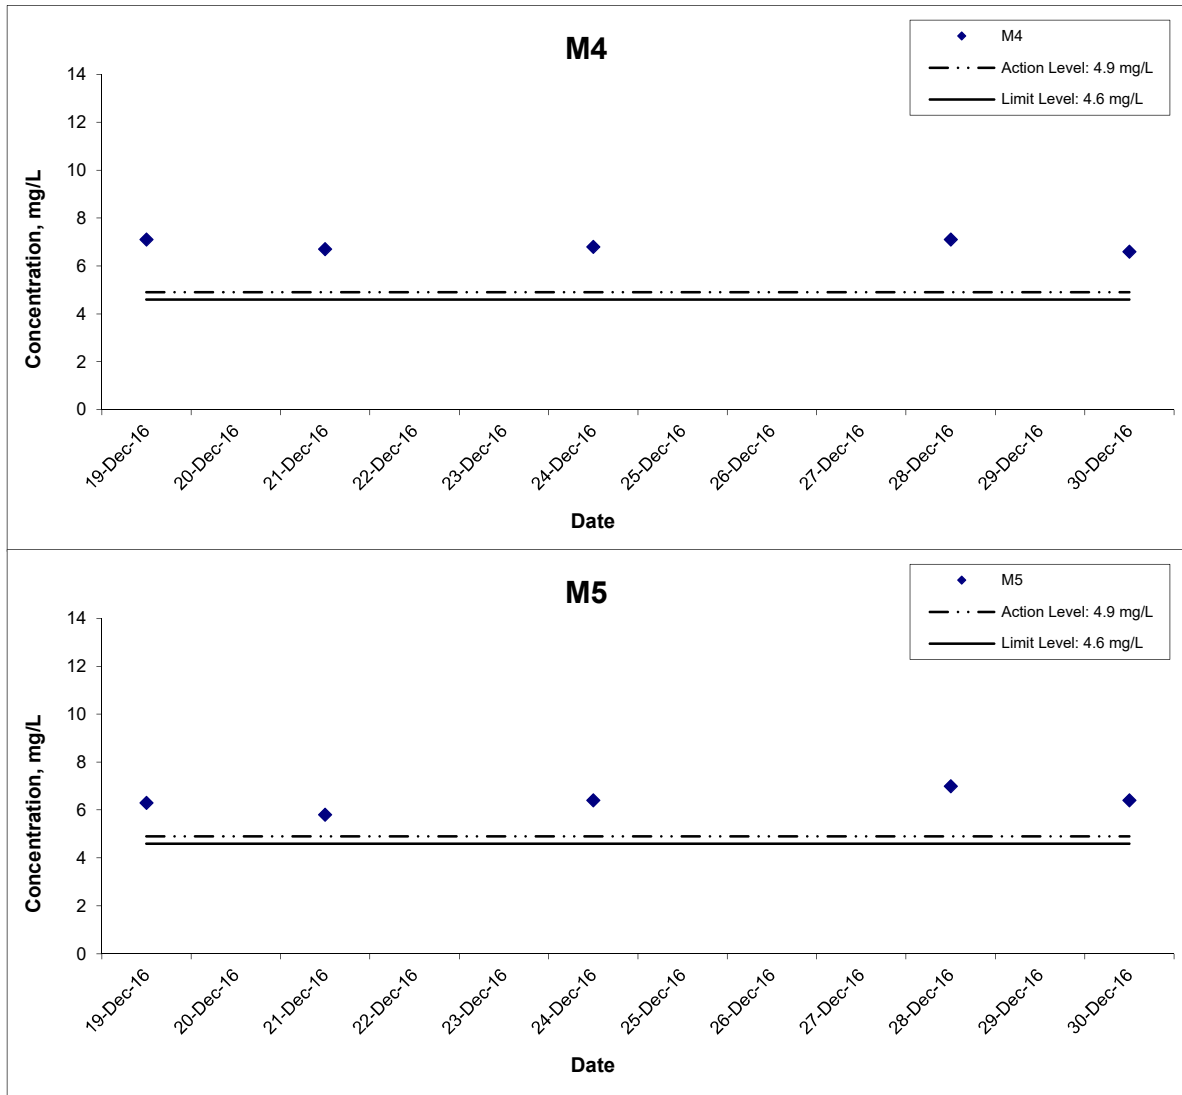 M4
M4
Action Level: 4.9 mg/L
Limit Level: 4.6 mg/L
Concentration, mg/L
14
12
10
8
6
4
2
0
19-Dec-16
20-Dec-16
21-Dec-16
22-Dec-16
23-Dec-16
24-Dec-16
25-Dec-16
26-Dec-16
27-Dec-16
28-Dec-16
29-Dec-16
30-Dec-16
Date
M5
M5
Action Level: 4.9 mg/L
Limit Level: 4.6 mg/L
Concentration, mg/L
14
12
10
8
6
4
2
0
19-Dec-16
20-Dec-16
21-Dec-16
22-Dec-16
23-Dec-16
24-Dec-16
25-Dec-16
26-Dec-16
27-Dec-16
28-Dec-16
29-Dec-16
30-Dec-16
Date